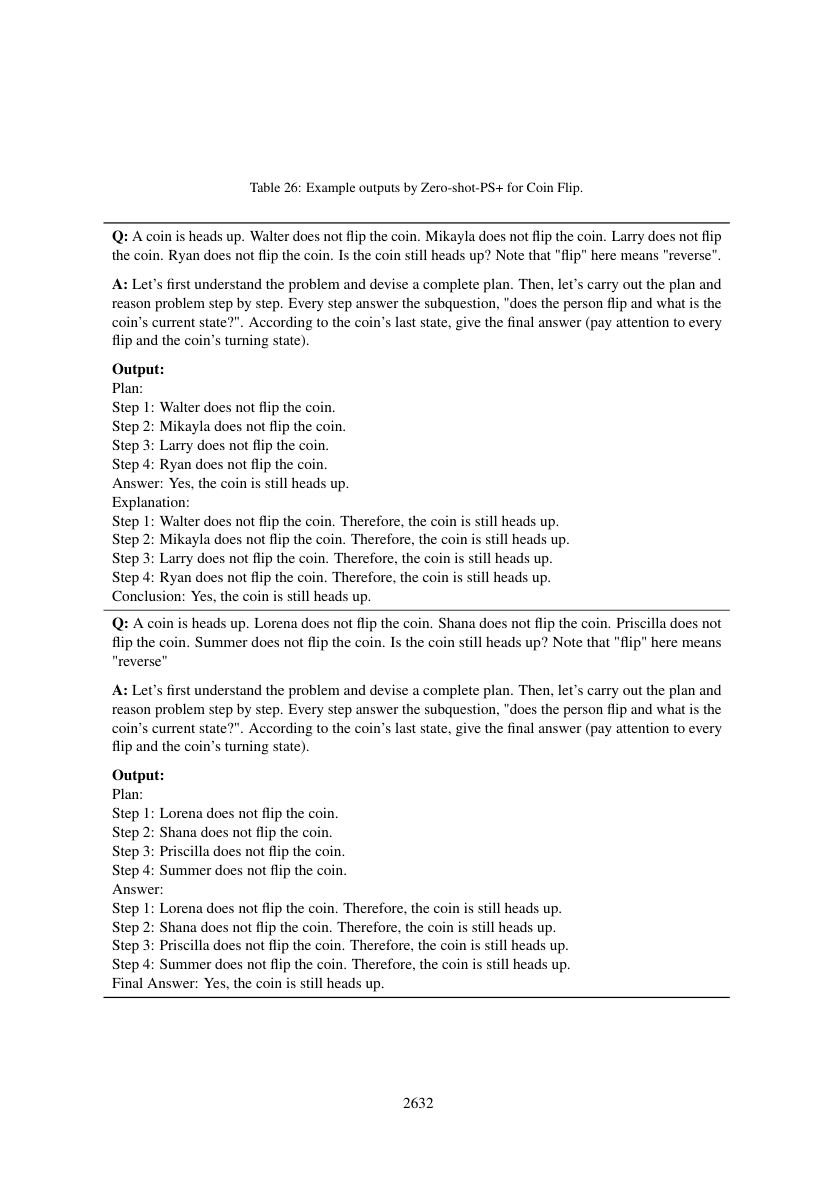 Table 26: Example outputs by Zero-shot-PS+ for Coin Flip.
Q: A coin is heads up. Walter does not flip the coin. Mikayla does not flip the coin. Larry does not flip
the coin. Ryan does not flip the coin. Is the coin still heads up? Note that "flip" here means "reverse".
A: Let's first understand the problem and devise a complete plan. Then, let's carry out the plan and
reason problem step by step. Every step answer the subquestion, "does the person flip and what is the
coin's current state?". According to the coin's last state, give the final answer (pay attention to every
flip and the coin's turning state).
Output:
Plan:
Step 1: Walter does not flip the coin.
Step 2: Mikayla does not flip the coin.
Step 3: Larry does not flip the coin.
Step 4: Ryan does not flip the coin.
Answer: Yes, the coin is still heads up.
Explanation:
Step 1: Walter does not flip the coin. Therefore, the coin is still heads up.
Step 2: Mikayla does not flip the coin. Therefore, the coin is still heads up.
Step 3: Larry does not flip the coin. Therefore, the coin is still heads up.
Step 4: Ryan does not flip the coin. Therefore, the coin is still heads up.
Conclusion: Yes, the coin is still heads up.
Q: A coin is heads up. Lorena does not flip the coin. Shana does not flip the coin. Priscilla does not
flip the coin. Summer does not flip the coin. Is the coin still heads up? Note that "flip" here means
"reverse"
A: Let's first understand the problem and devise a complete plan. Then, let's carry out the plan and
reason problem step by step. Every step answer the subquestion, "does the person flip and what is the
coin's current state?". According to the coin's last state, give the final answer (pay attention to every
flip and the coin's turning state).
Output:
Plan:
Step 1: Lorena does not flip the coin.
Step 2: Shana does not flip the coin.
Step 3: Priscilla does not flip the coin.
Step 4: Summer does not flip the coin.
Answer:
Step 1: Lorena does not flip the coin. Therefore, the coin is still heads up.
Step 2: Shana does not flip the coin. Therefore, the coin is still heads up.
Step 3: Priscilla does not flip the coin. Therefore, the coin is still heads up.
Step 4: Summer does not flip the coin. Therefore, the coin is still heads up.
Final Answer: Yes, the coin is still heads up.
2632